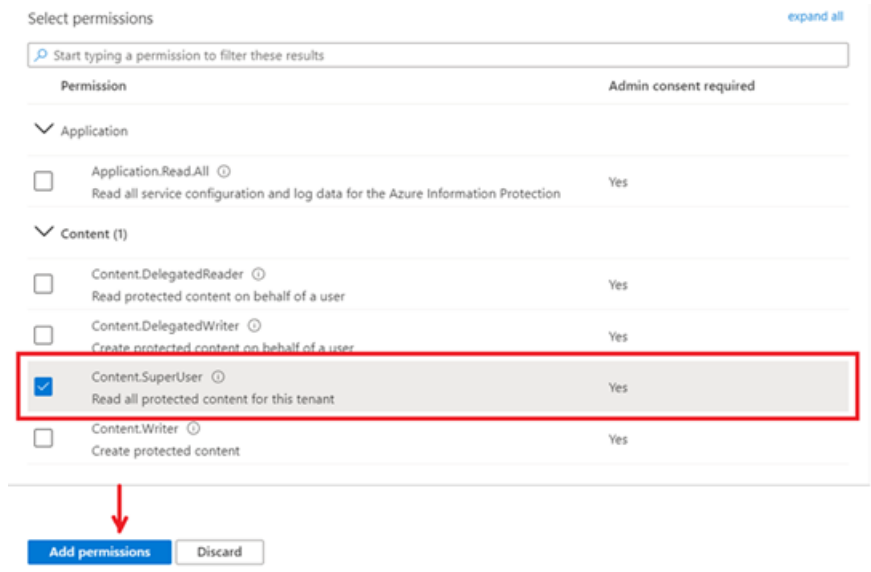 Select permissions
expand all
Start typing a permission to filter these results
Permission
Admin consent required
Application
Application.Read.All
Read all service configuration and log data for the Azure Information Protection
Yes
Content (1)
Content.DelegatedReader
Read protected content on behalf of a user
Yes
Content.DelegatedWriter
Create protected content on behalf of a user
Yes
Content.SuperUser
Read all protected content for this tenant
Yes
Content.Writer
Create protected content
Yes
Add permissions
Discard